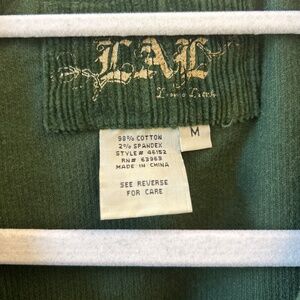 LAL
98% COTTON
2% SPANDEX
STYLE# 46152
RN# 63963
MADE IN CHINA
SEE REVERSE
FOR CARE
M